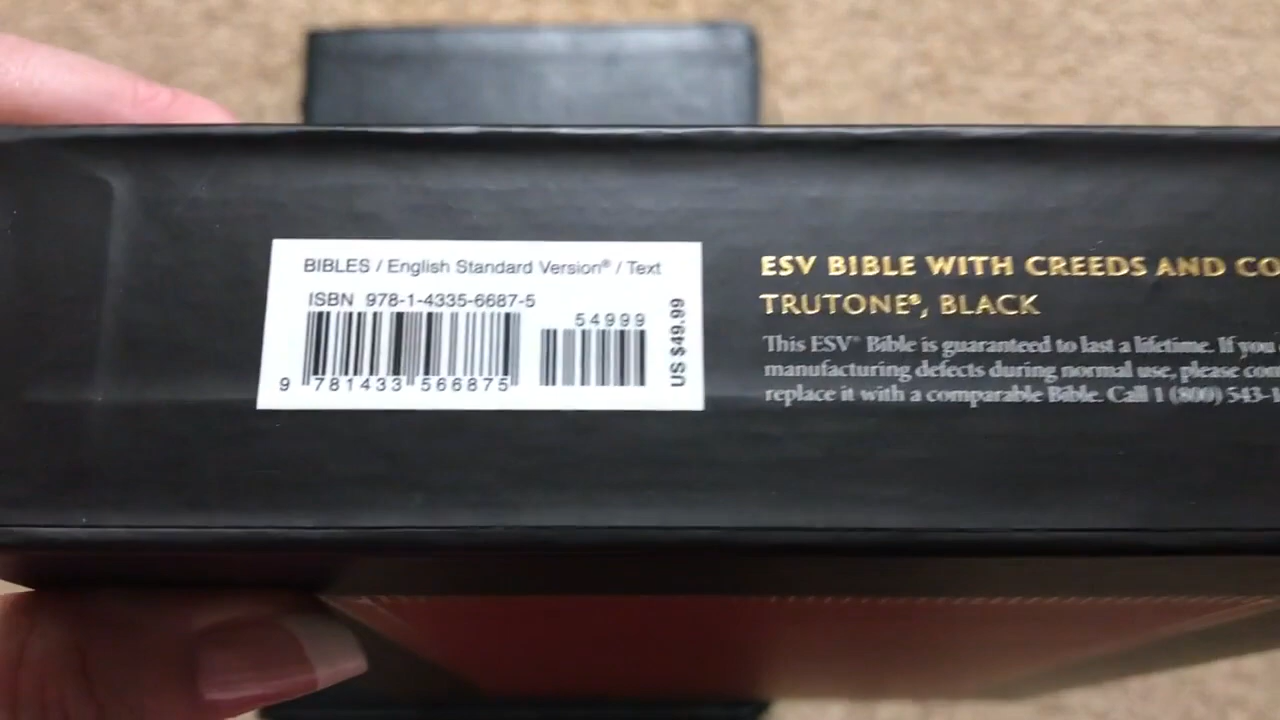 BIBLES / English Standard Version® / Text
ISBN 978-1-4335-6687-5
54999
9 781433 566875
US $49.99
ESV BIBLE WITH CREEDS AND CO
TRUTONE®, BLACK
This ESV® Bible is guaranteed to last a lifetime. If you
manufacturing defects during normal use, please con
replace it with a comparable Bible. Call 1 (800) 543-1